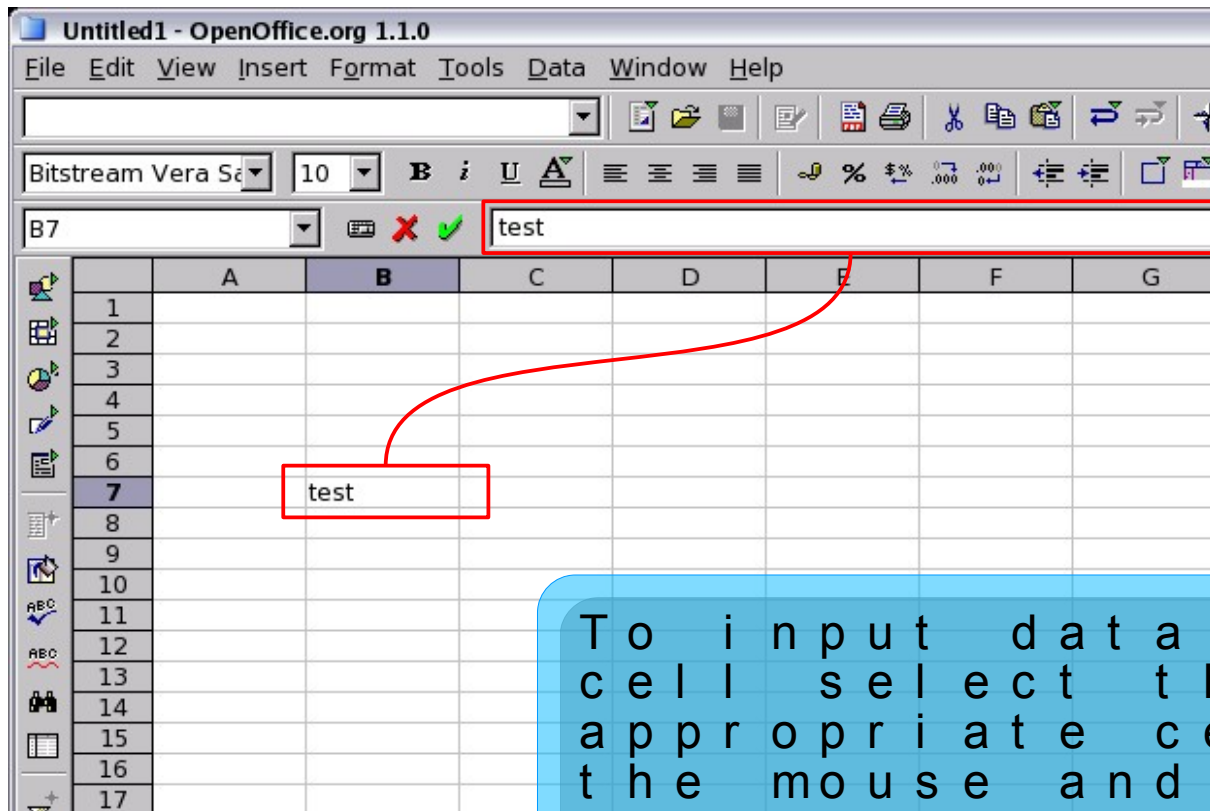 Untitled1 - OpenOffice.org 1.1.0
File Edit View Insert Format Tools Data Window Help
Bitstream Vera Sa 10 B i U A
B7 test
A B C D E F G
1
2
3
4
5
6
7 test
8
9
10
11
12
13
14
15
16
17
To input data
cell select
appropriate
the mouse and